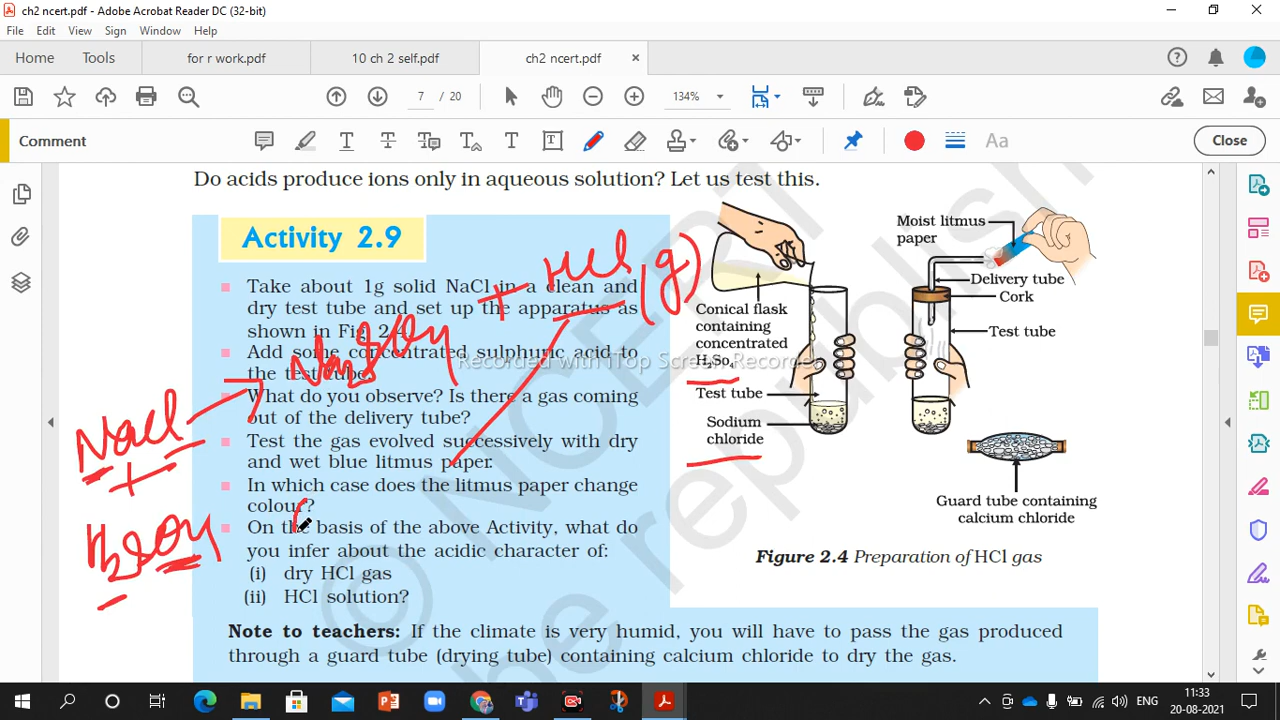 ch2 ncert.pdf - Adobe Acrobat Reader DC (32-bit)
File Edit View Sign Window Help
Home Tools for r work.pdf 10 ch 2 self.pdf ch2 ncert.pdf ×
7 / 20 134%
Comment Close
Do acids produce ions only in aqueous solution? Let us test this.
Activity 2.9
Take about 1g solid NaCl in a clean and
dry test tube and set up the apparatus as
shown in Fig. 2.4.
Add some concentrated sulphuric acid to
the test tube.
What do you observe? Is there a gas coming
out of the delivery tube?
Test the gas evolved successively with dry
and wet blue litmus paper.
In which case does the litmus paper change
colour?
On the basis of the above Activity, what do
you infer about the acidic character of:
(i) dry HCl gas
(ii) HCl solution?
Note to teachers: If the climate is very humid, you will have to pass the gas produced
through a guard tube (drying tube) containing calcium chloride to dry the gas.
NaCl
+
H2SO4
Na2SO4 + HCl (g)
Conical flask
containing
concentrated
H₂So₄
Test tube
Sodium
chloride
Moist litmus
paper
Delivery tube
Cork
Test tube
Guard tube containing
calcium chloride
Figure 2.4 Preparation of HCl gas
© NCERT
be republish
RECORDED WITH iTop Screen Recorder
ENG
11:33
20-08-2021